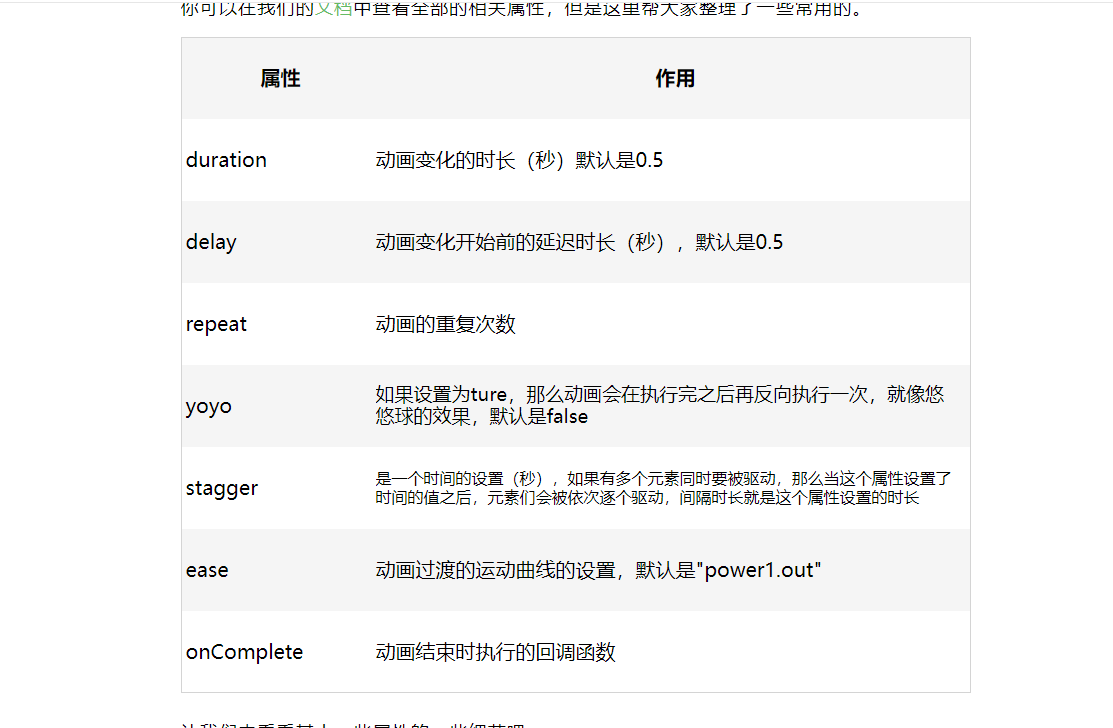 你可以在我们的文档中查看全部的相关属性，但是这里帮大家整理了一些常用的。
属性 作用
duration 动画变化的时长（秒）默认是0.5
delay 动画变化开始前的延迟时长（秒），默认是0.5
repeat 动画的重复次数
yoyo 如果设置为ture，那么动画会在执行完之后再反向执行一次，就像悠
悠球的效果，默认是false
stagger 是一个时间的设置（秒），如果有多个元素同时要被驱动，那么当这个属性设置了
时间的值之后，元素们会被依次逐个驱动，间隔时长就是这个属性设置的时长
ease 动画过渡的运动曲线的设置，默认是"power1.out"
onComplete 动画结束时执行的回调函数